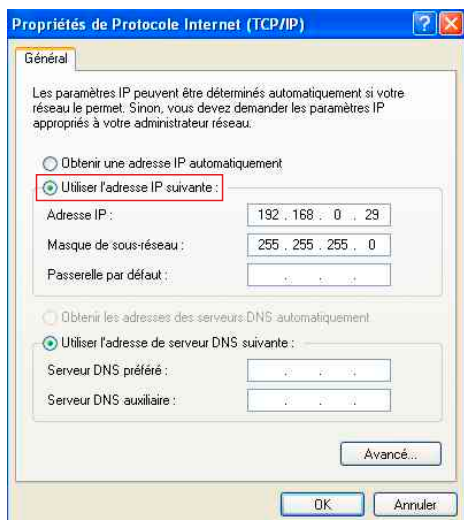 Propriétés de Protocole Internet (TCP/IP)
Général
Les paramètres IP peuvent être déterminés automatiquement si votre
réseau le permet. Sinon, vous devez demander les paramètres IP
appropriés à votre administrateur réseau.
Obtenir une adresse IP automatiquement
Utiliser l'adresse IP suivante :
Adresse IP : 192 . 168 . 0 . 29
Masque de sous-réseau : 255 . 255 . 255 . 0
Passerelle par défaut : . . .
Obtenir les adresses des serveurs DNS automatiquement
Utiliser l'adresse de serveur DNS suivante :
Serveur DNS préféré : . . .
Serveur DNS auxiliaire : . . .
Avancé...
OK Annuler